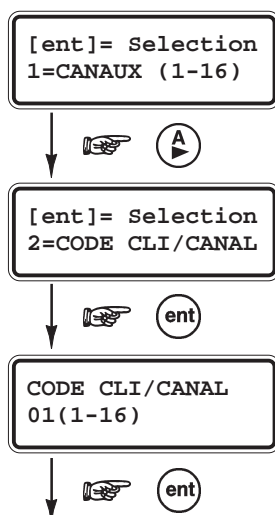 [ent]= Selection
1=CANAUX (1-16)
A
[ent]= Selection
2=CODE CLI/CANAL
ent
CODE CLI/CANAL
01(1-16)
ent